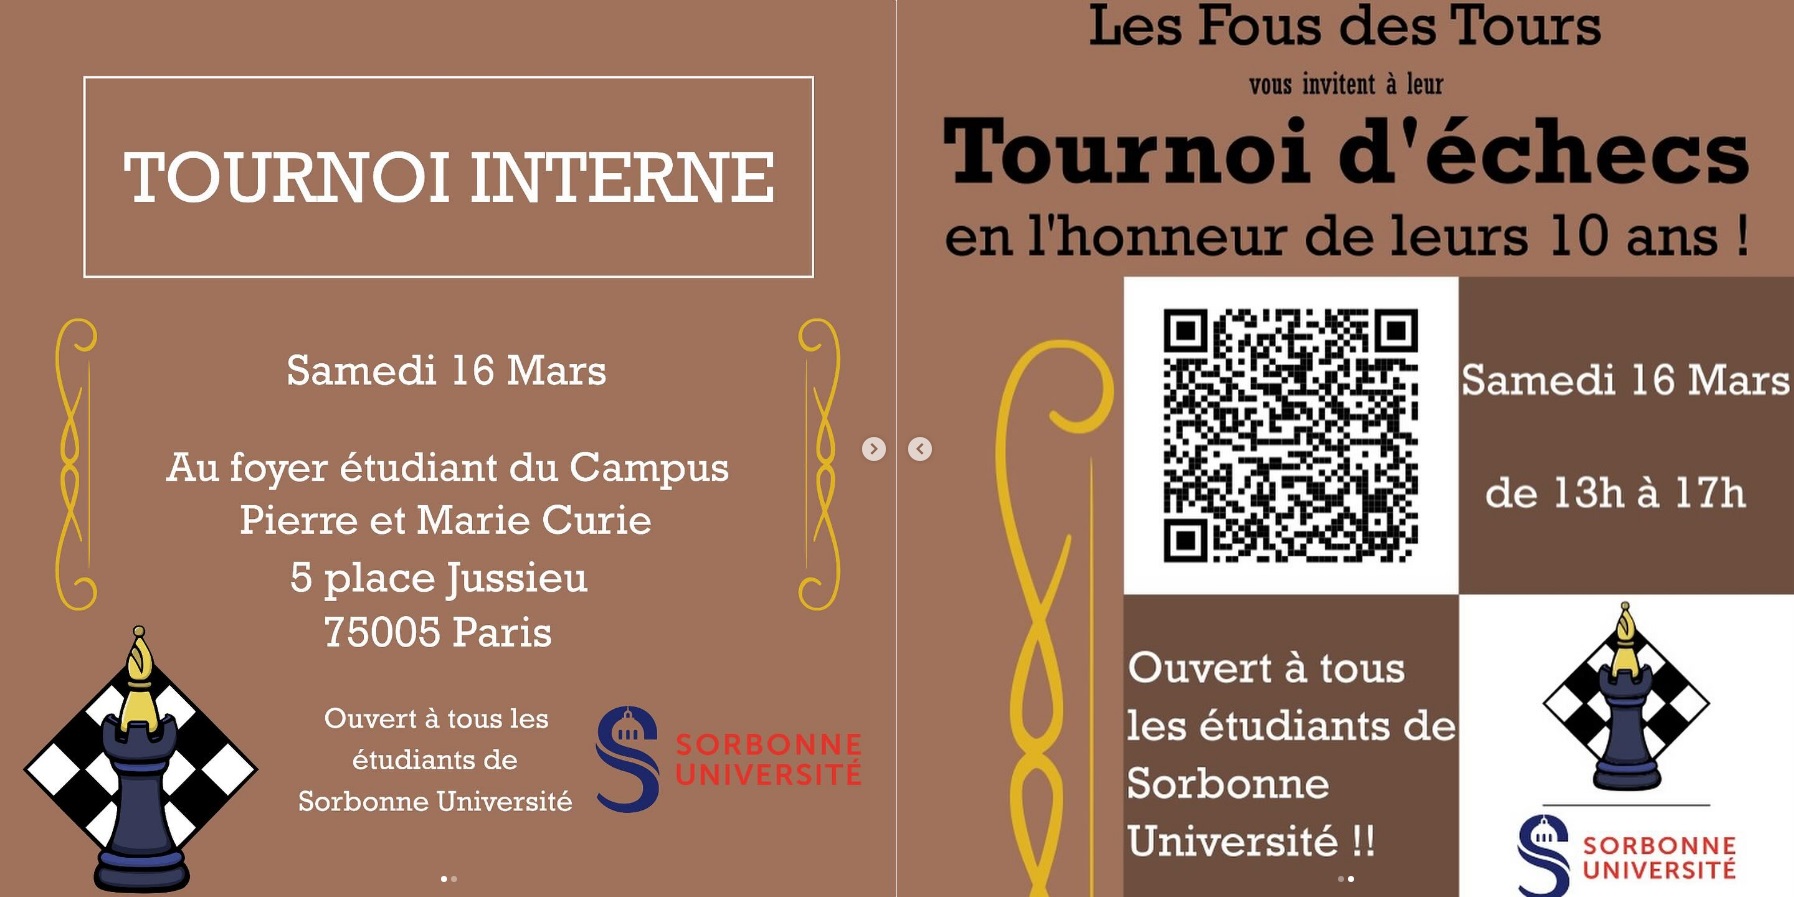 TOURNOI INTERNE
Samedi 16 Mars
Au foyer étudiant du Campus
Pierre et Marie Curie
5 place Jussieu
75005 Paris
Ouvert à tous les
étudiants de
Sorbonne Université
SORBONNE
UNIVERSITÉ
Les Fous des Tours
vous invitent à leur
Tournoi d'échecs
en l'honneur de leurs 10 ans !
Samedi 16 Mars
de 13h à 17h
Ouvert à tous
les étudiants de
Sorbonne
Université !!
SORBONNE
UNIVERSITÉ